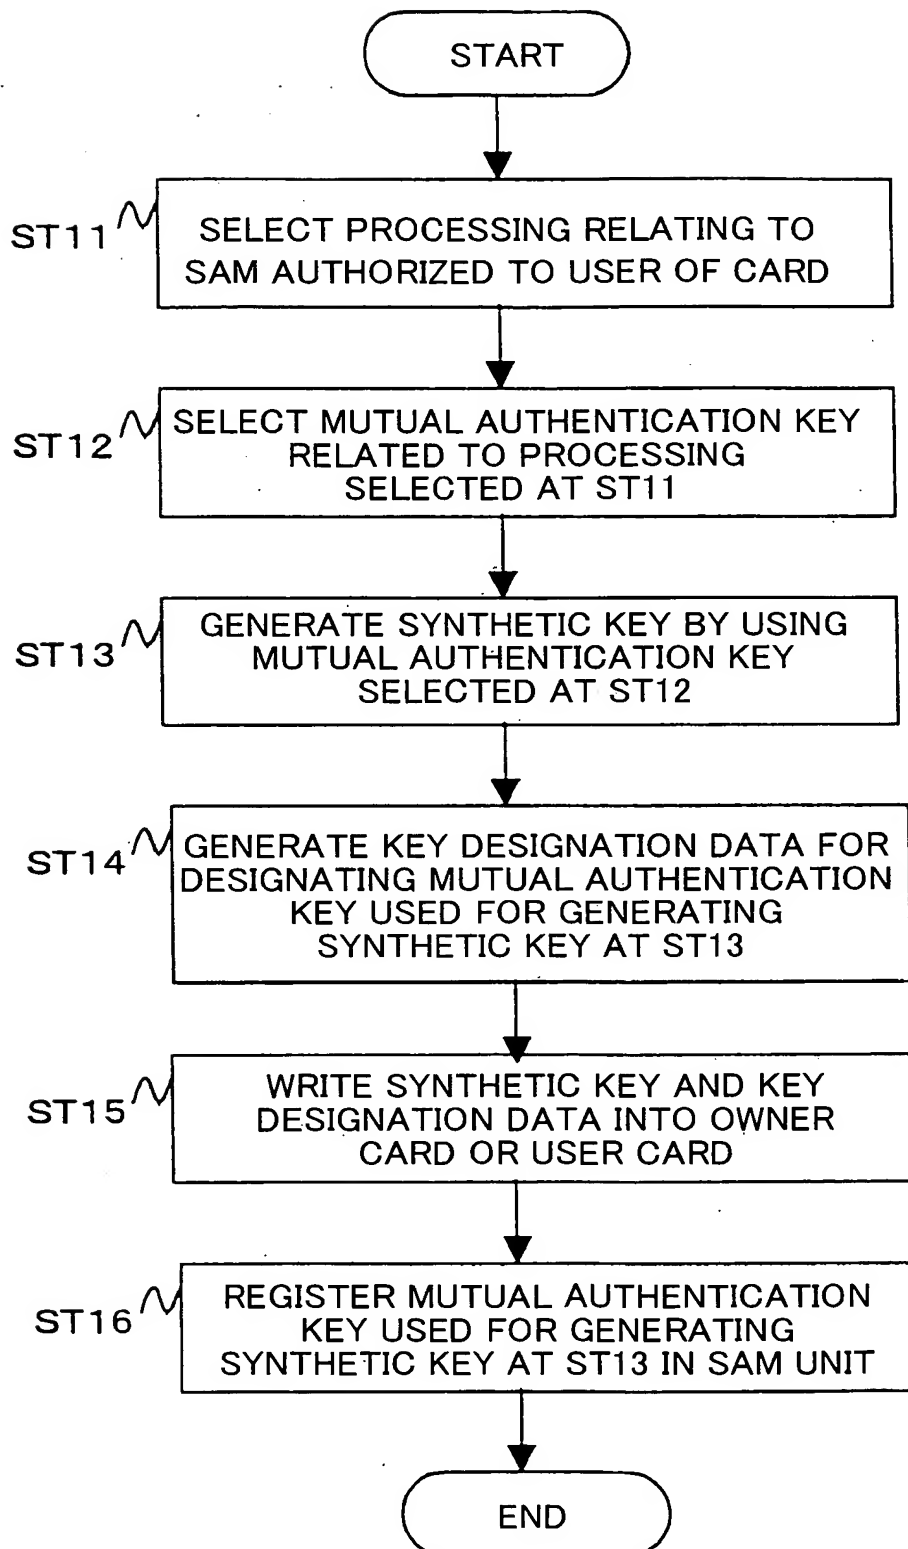 START
ST11
SELECT PROCESSING RELATING TO
SAM AUTHORIZED TO USER OF CARD
ST12
SELECT MUTUAL AUTHENTICATION KEY
RELATED TO PROCESSING
SELECTED AT ST11
ST13
GENERATE SYNTHETIC KEY BY USING
MUTUAL AUTHENTICATION KEY
SELECTED AT ST12
ST14
GENERATE KEY DESIGNATION DATA FOR
DESIGNATING MUTUAL AUTHENTICATION
KEY USED FOR GENERATING
SYNTHETIC KEY AT ST13
ST15
WRITE SYNTHETIC KEY AND KEY
DESIGNATION DATA INTO OWNER
CARD OR USER CARD
ST16
REGISTER MUTUAL AUTHENTICATION
KEY USED FOR GENERATING
SYNTHETIC KEY AT ST13 IN SAM UNIT
END